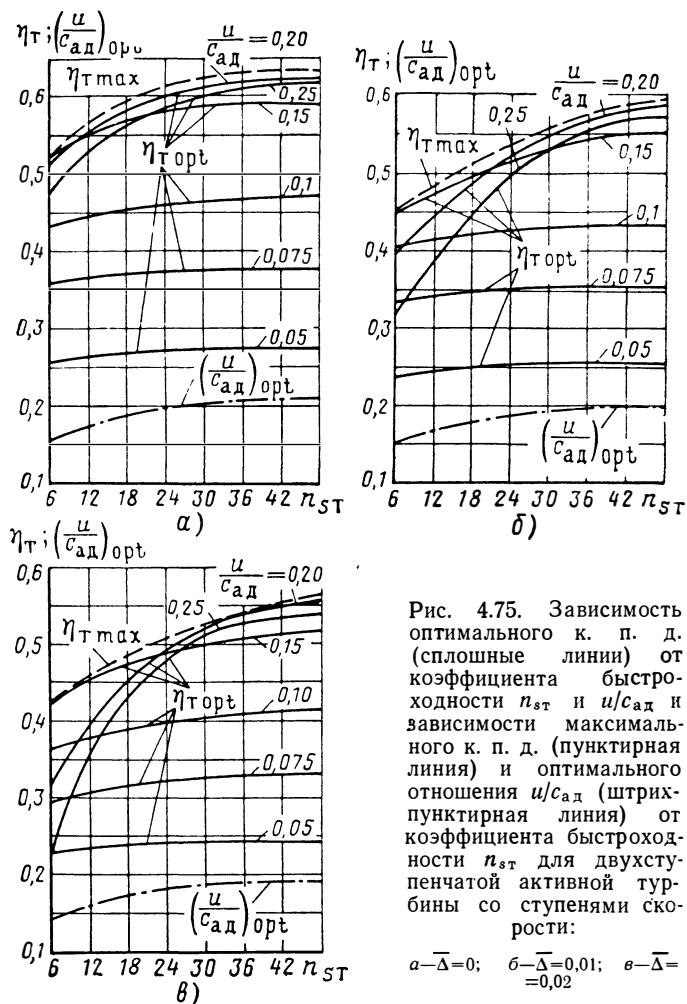 ηт; (u/cад)opt
u/cад = 0,20
ηт max
0,6
0,25
0,15
0,5
ηт opt
0,1
0,4
0,075
0,3
0,05
(u/cад)opt
0,2
0,1
6 12 18 24 30 36 42 nsт
а)
ηт; (u/cад)opt
u/cад = 0,20
0,6
0,25
ηт max
0,15
0,5
0,1
0,4
ηт opt
0,075
0,3
0,05
0,2
(u/cад)opt
0,1
6 12 18 24 30 36 42 nsт
б)
ηт; (u/cад)opt
0,6
u/cад = 0,20
0,25
ηт max
0,15
0,5
ηт opt
0,10
0,4
0,075
0,3
0,05
0,2
(u/cад)opt
0,1
6 12 18 24 30 36 42 nsт
в)
Рис. 4.75. Зависимость
оптимального к. п. д.
(сплошные линии) от
коэффициента быстро-
ходности nsт и u/cад и
зависимости максималь-
ного к. п. д. (пунктирная
линия) и оптимального
отношения u/cад (штрих-
пунктирная линия) от
коэффициента быстроход-
ности nsт для двухсту-
пенчатой активной тур-
бины со ступенями ско-
рости:
а—Δ̅=0; б—Δ̅=0,01; в—Δ̅=
=0,02